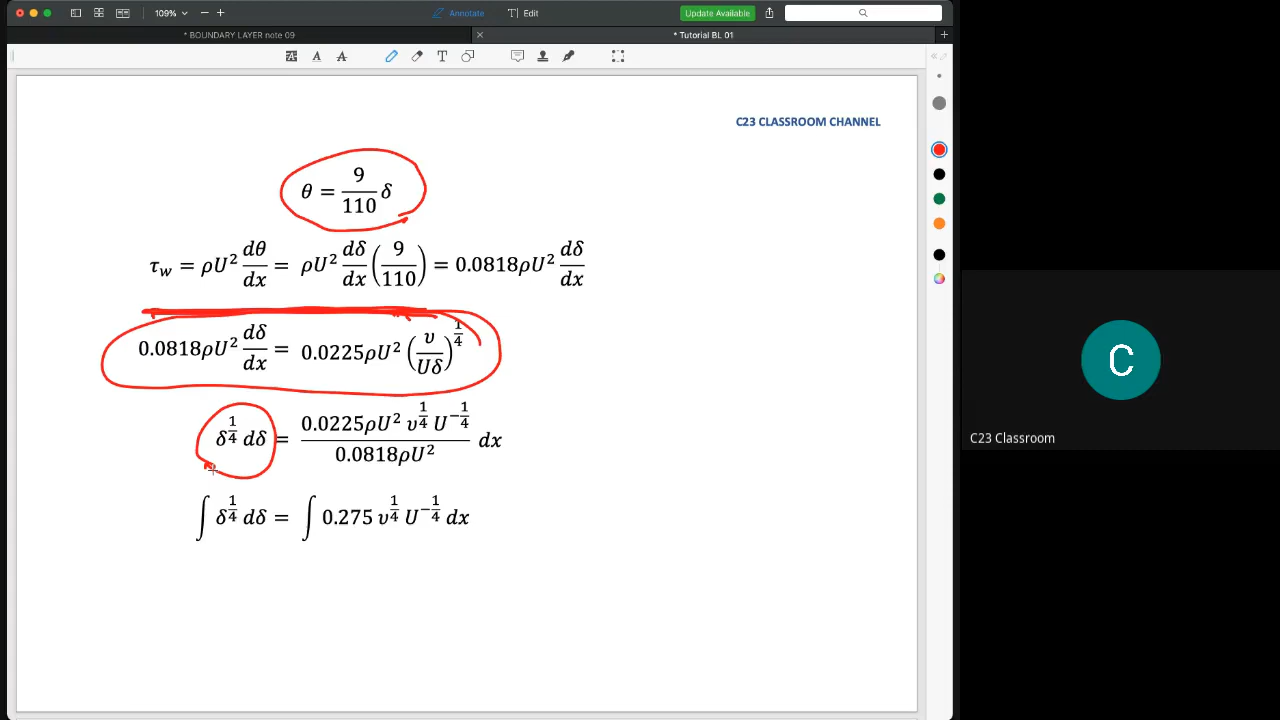 109%
Annotate
Edit
Update Available
* BOUNDARY LAYER note 09
* Tutorial BL 01
C23 CLASSROOM CHANNEL
θ = 9/110 δ
τ_w = ρU² dθ/dx = ρU² dδ/dx (9/110) = 0.0818ρU² dδ/dx
0.0818ρU² dδ/dx = 0.0225ρU² (υ/Uδ)^(1/4)
δ^(1/4) dδ = 0.0225ρU² υ^(1/4) U^(-1/4) / 0.0818ρU² dx
∫ δ^(1/4) dδ = ∫ 0.275 υ^(1/4) U^(-1/4) dx
C
C23 Classroom